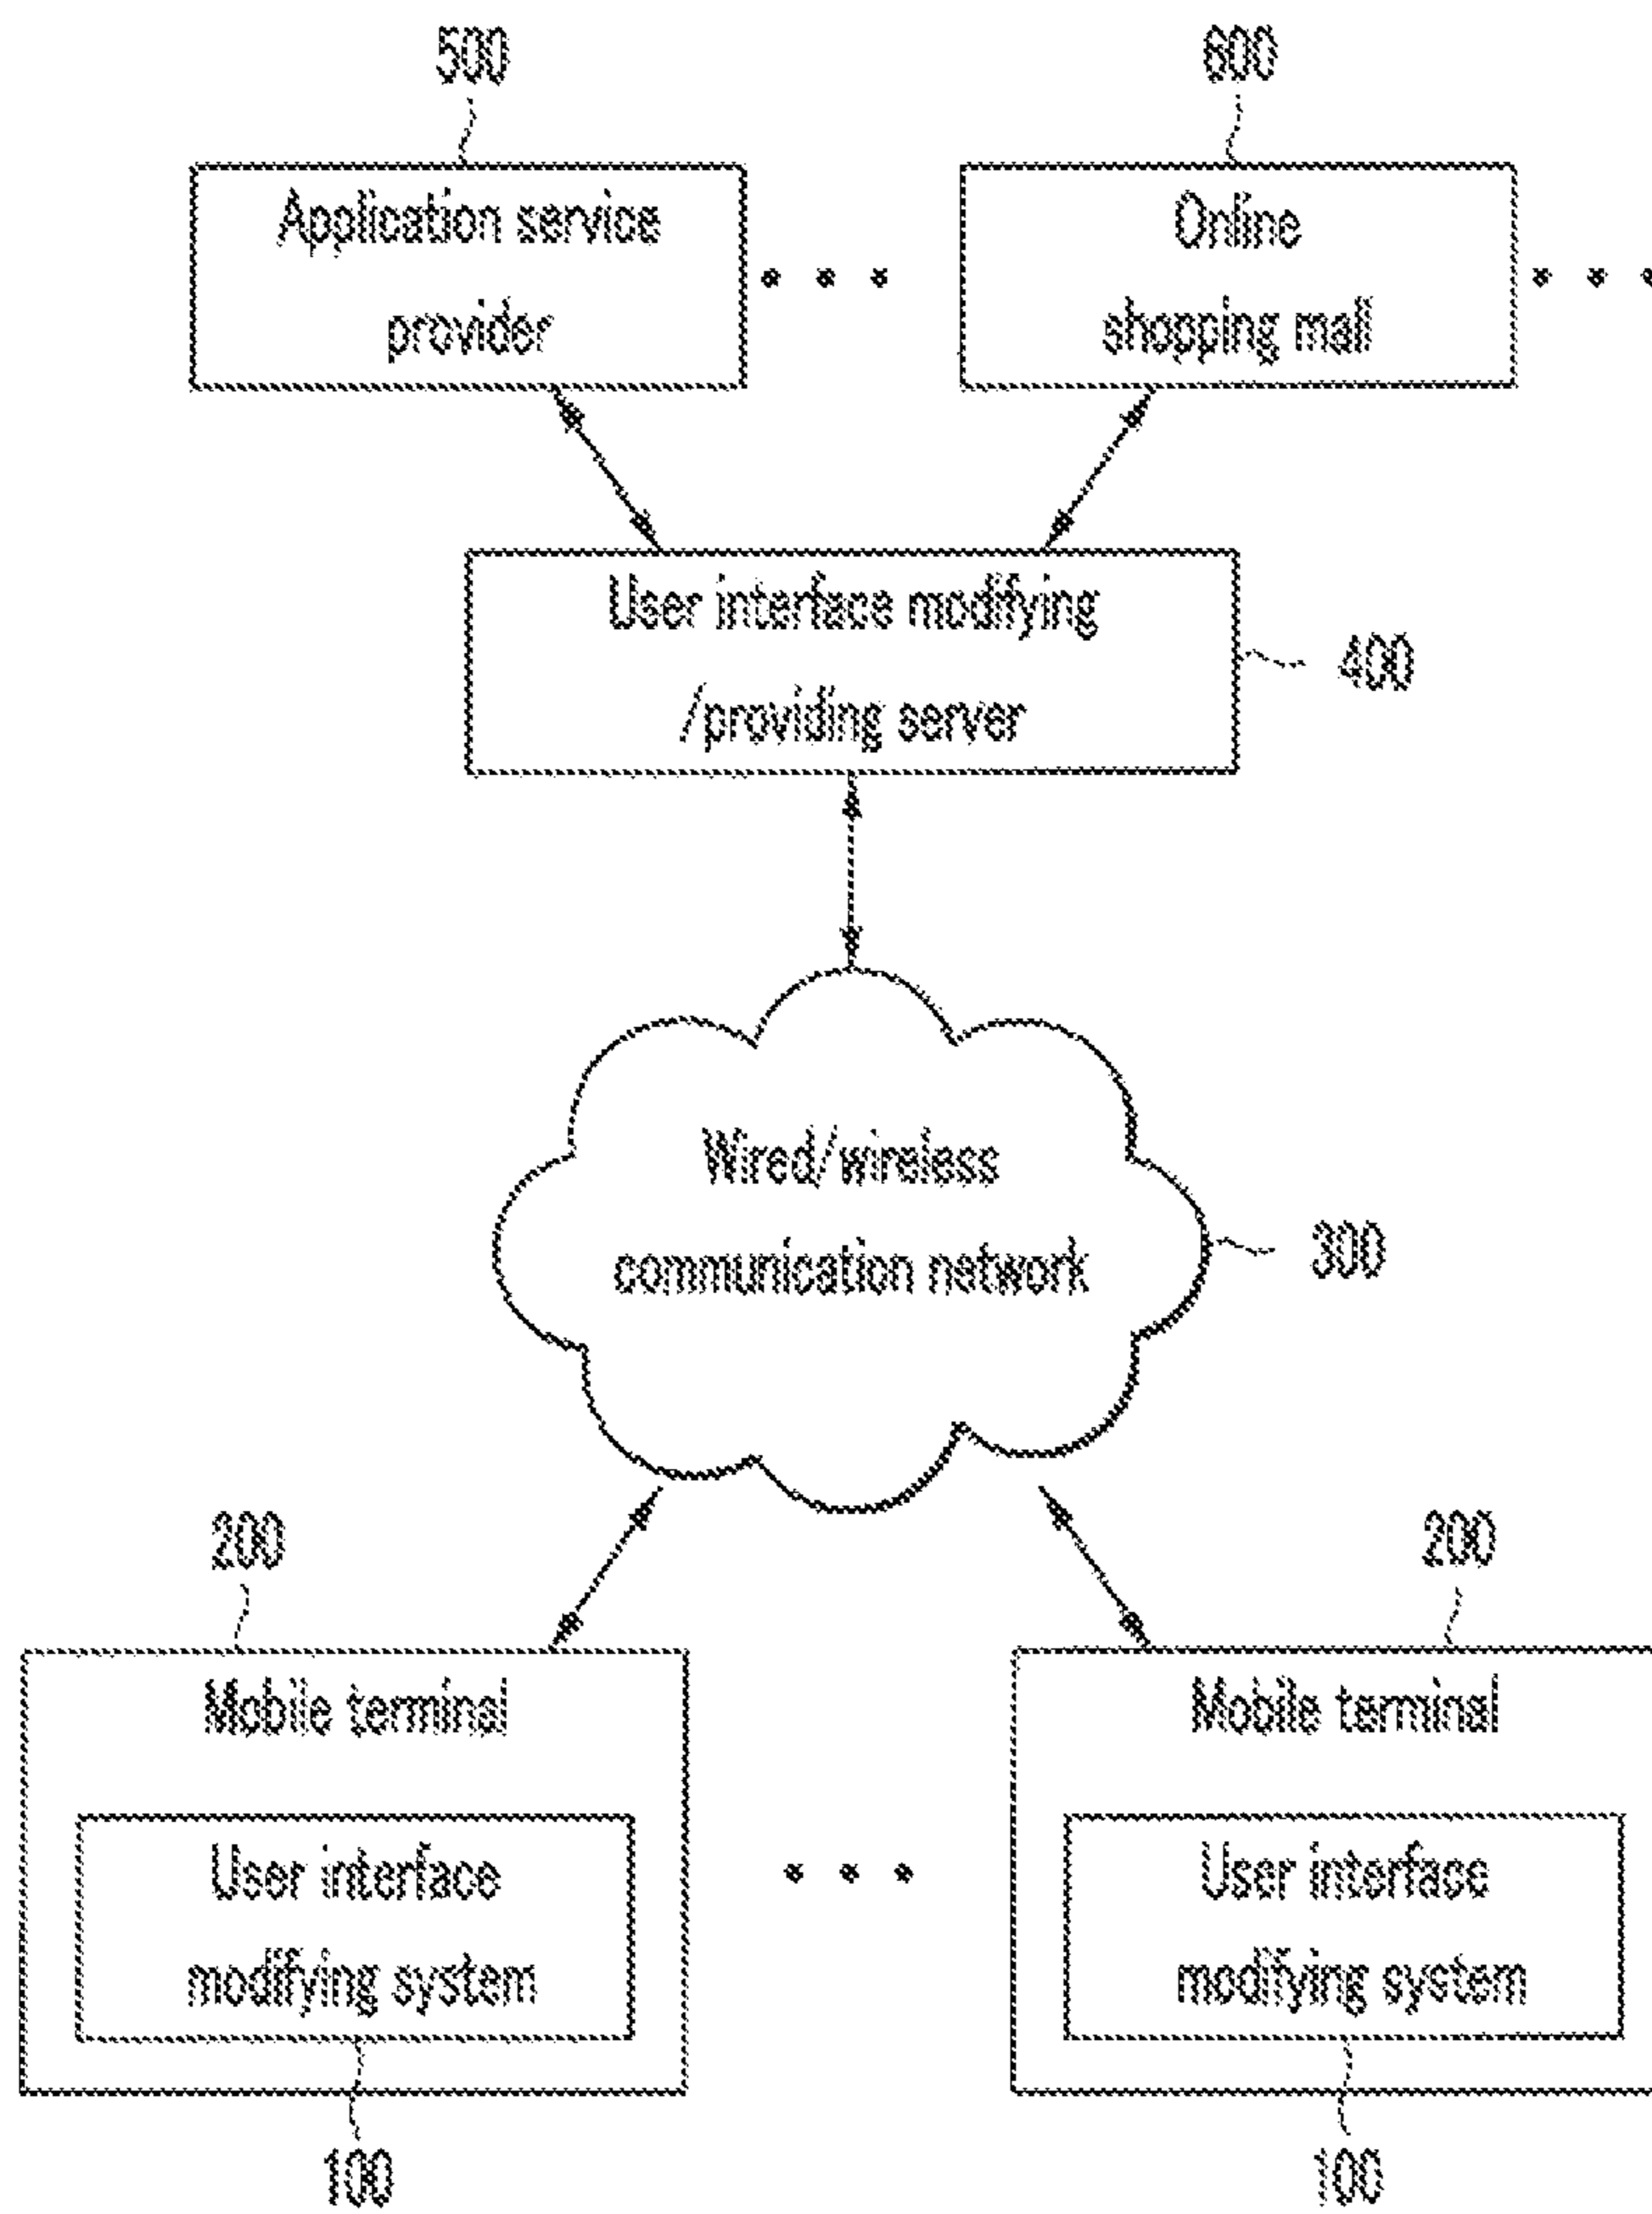 500
600
Application service
provider
Online
shopping mall
User interface modifying
/providing server
400
Wired/wireless
communication network
300
200
200
Mobile terminal
Mobile terminal
User interface
modifying system
User interface
modifying system
100
100